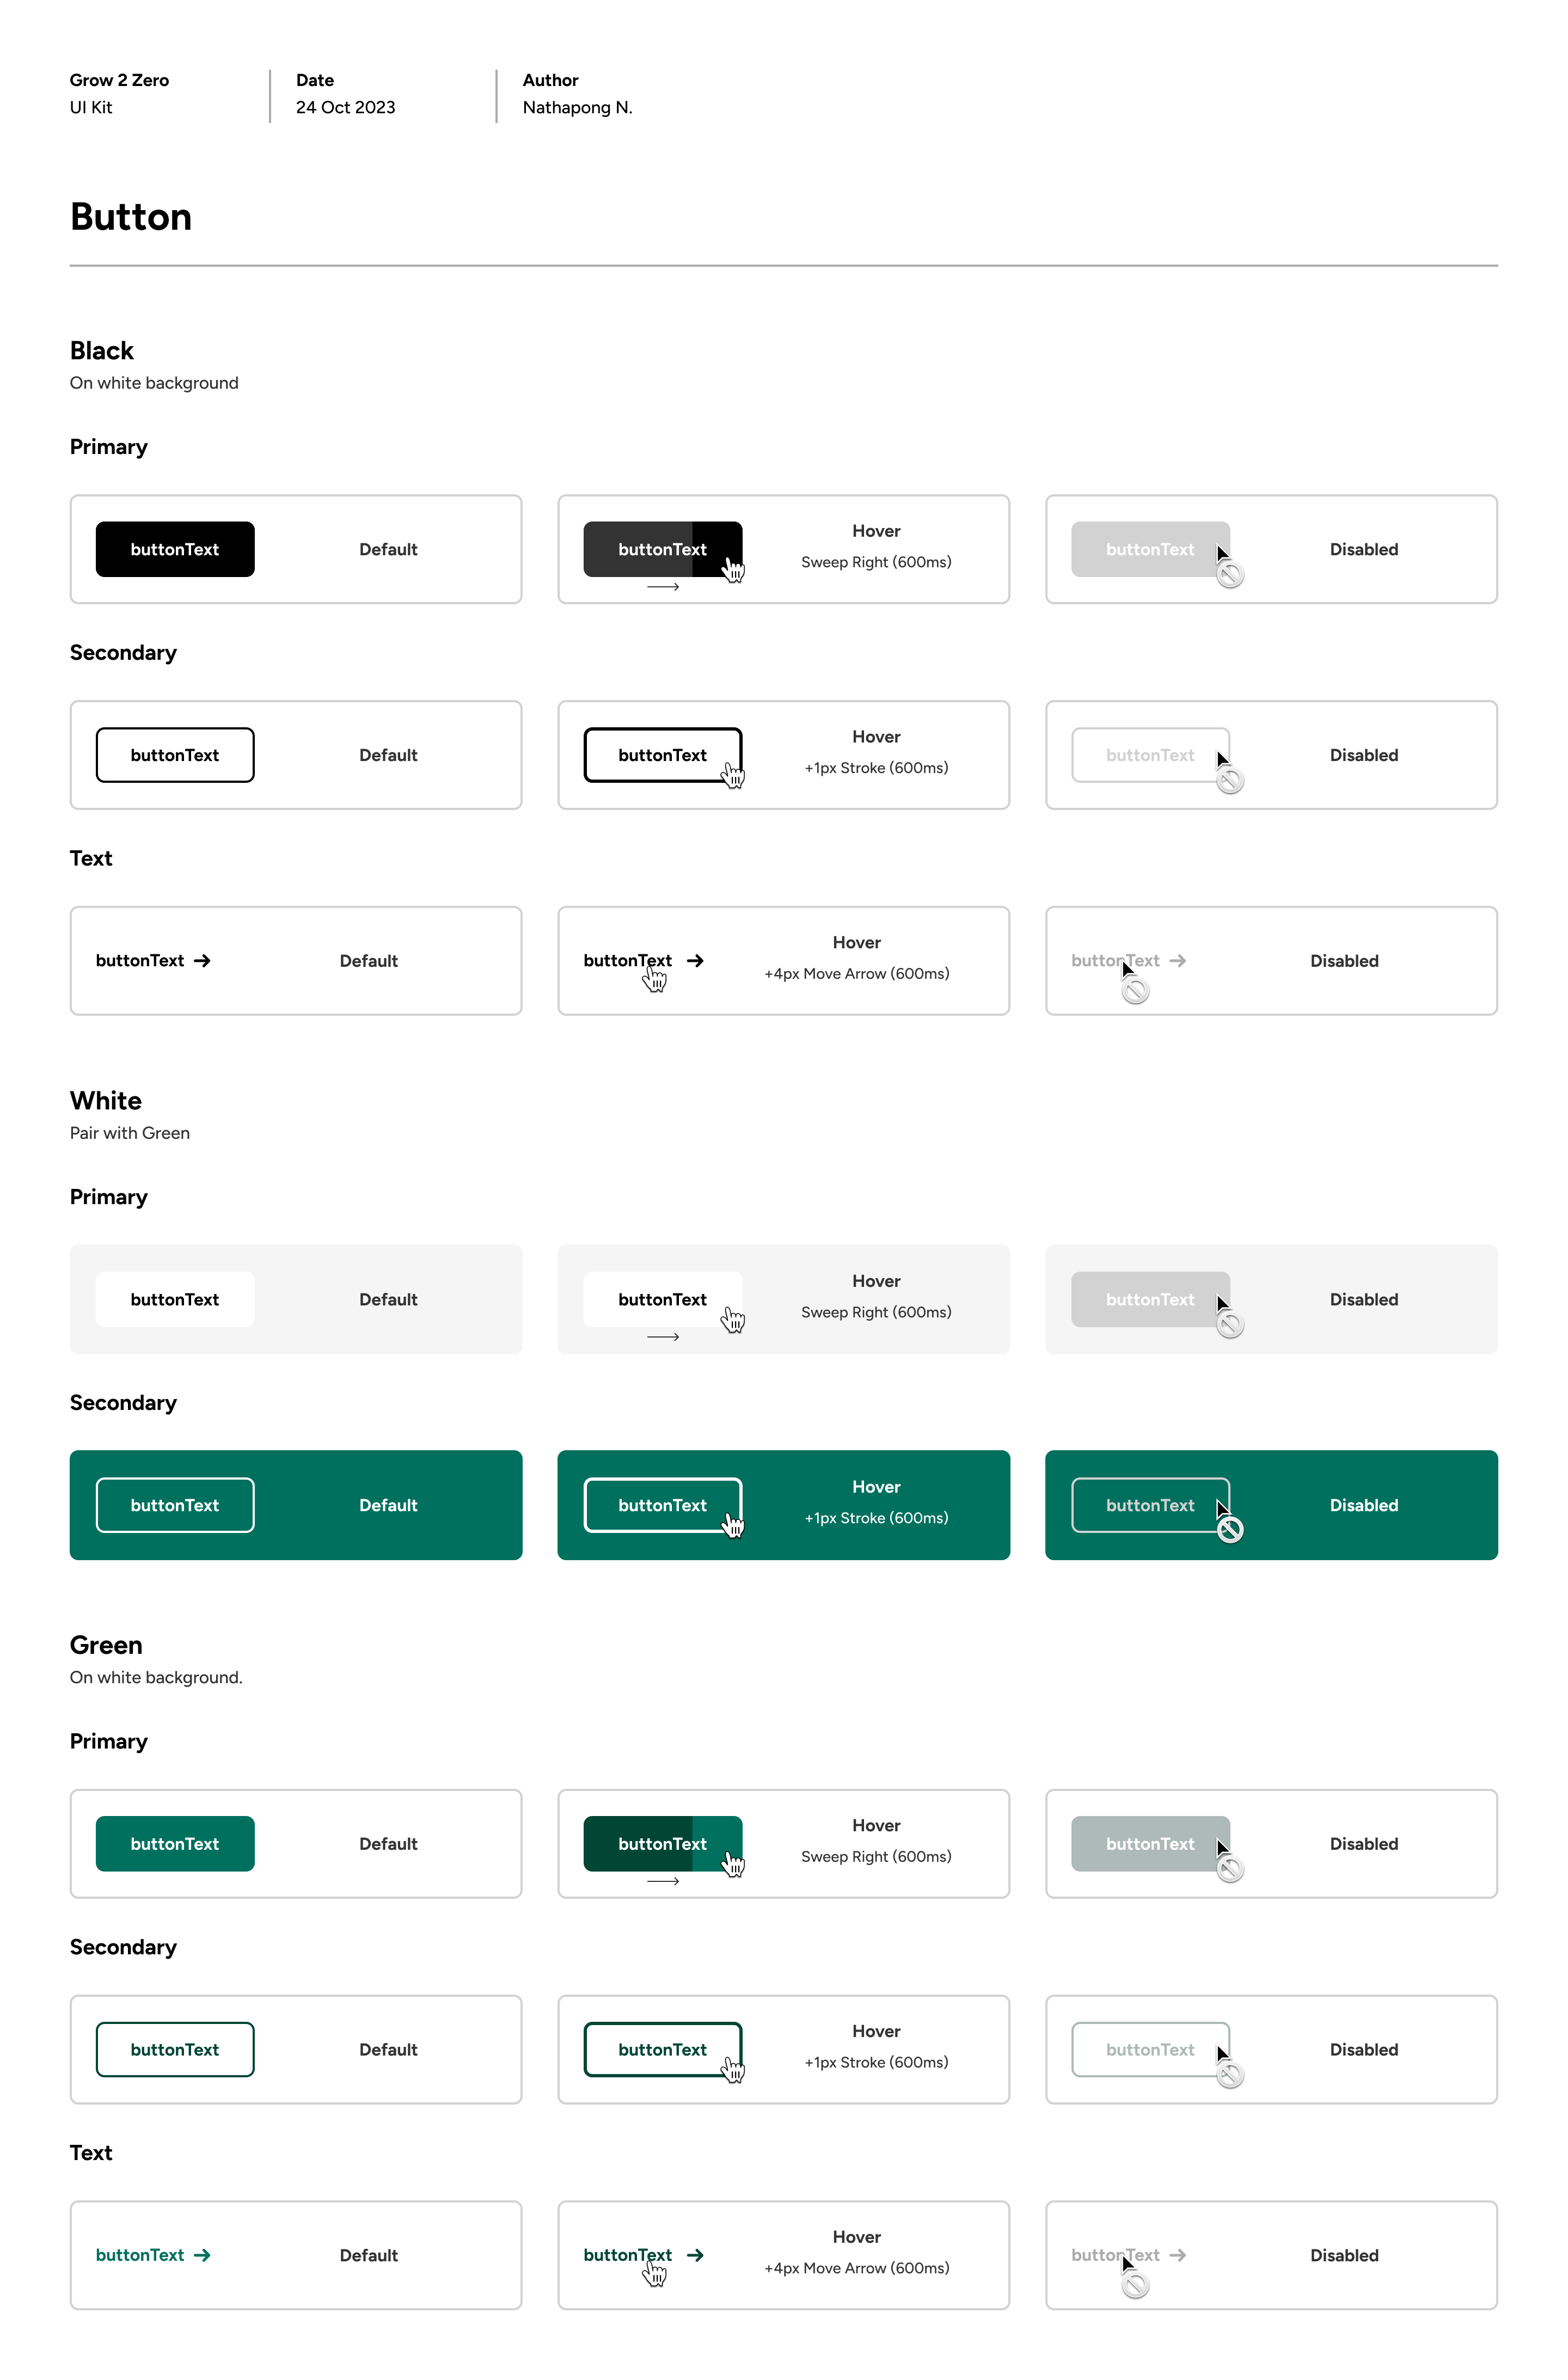 Grow 2 Zero
UI Kit
Date
24 Oct 2023
Author
Nathapong N.
Button
Black
On white background
Primary
buttonText
Default
buttonText
Hover
Sweep Right (600ms)
buttonText
Disabled
Secondary
buttonText
Default
buttonText
Hover
+1px Stroke (600ms)
buttonText
Disabled
Text
buttonText →
Default
buttonText →
Hover
+4px Move Arrow (600ms)
buttonText →
Disabled
White
Pair with Green
Primary
buttonText
Default
buttonText
Hover
Sweep Right (600ms)
buttonText
Disabled
Secondary
buttonText
Default
buttonText
Hover
+1px Stroke (600ms)
buttonText
Disabled
Green
On white background.
Primary
buttonText
Default
buttonText
Hover
Sweep Right (600ms)
buttonText
Disabled
Secondary
buttonText
Default
buttonText
Hover
+1px Stroke (600ms)
buttonText
Disabled
Text
buttonText →
Default
buttonText →
Hover
+4px Move Arrow (600ms)
buttonText →
Disabled